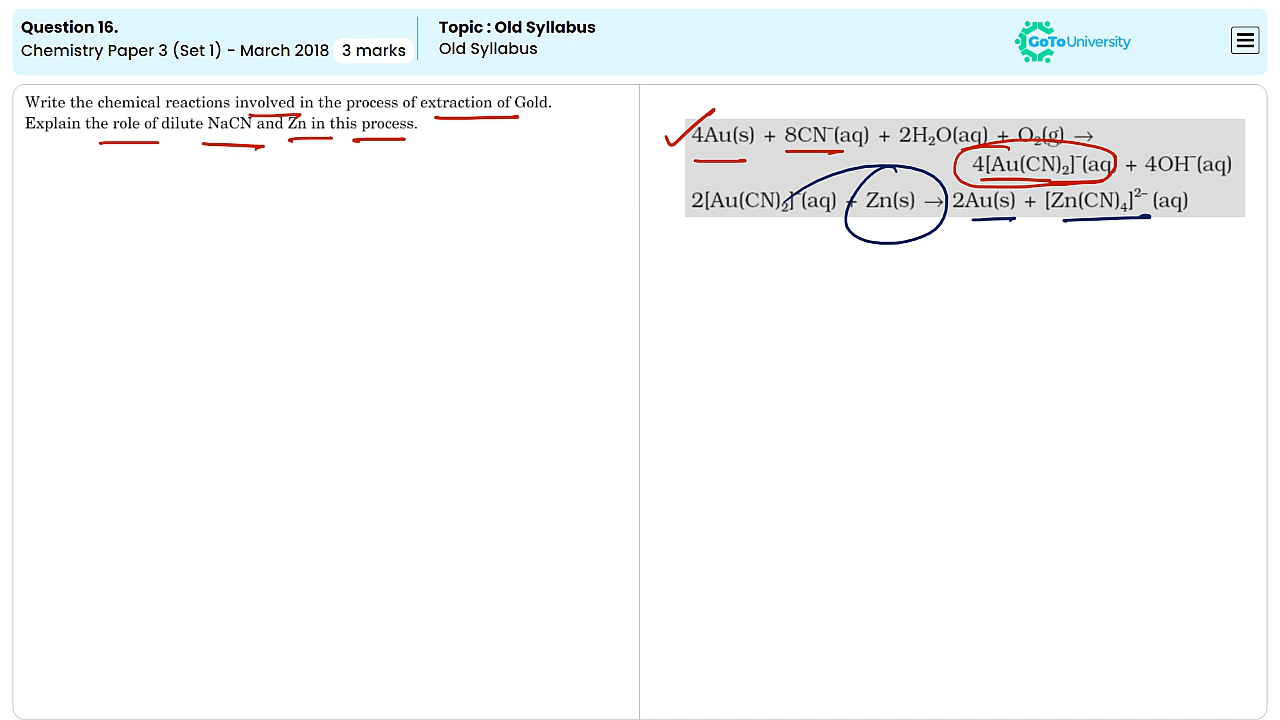 Question 16.
Chemistry Paper 3 (Set 1) - March 2018 3 marks
Topic : Old Syllabus
Old Syllabus
GoToUniversity
Write the chemical reactions involved in the process of extraction of Gold.
Explain the role of dilute NaCN and Zn in this process.
4Au(s) + 8CN⁻(aq) + 2H₂O(aq) + O₂(g) →
4[Au(CN)₂]⁻(aq) + 4OH⁻(aq)
2[Au(CN)₂]⁻(aq) + Zn(s) → 2Au(s) + [Zn(CN)₄]²⁻ (aq)